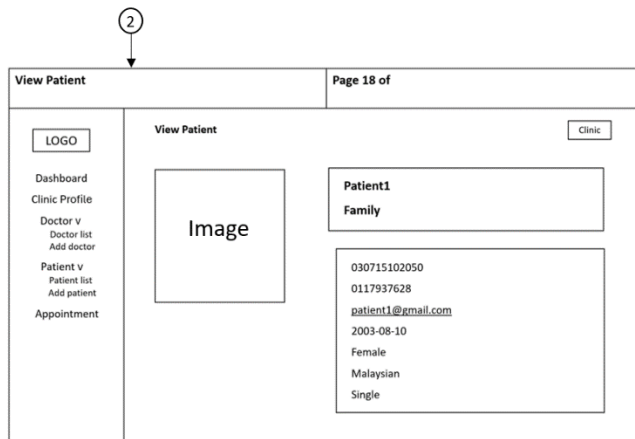 2
View Patient
Page 18 of
LOGO
Dashboard
Clinic Profile
Doctor v
Doctor list
Add doctor
Patient v
Patient list
Add patient
Appointment
View Patient
Clinic
Image
Patient1
Family
030715102050
0117937628
patient1@gmail.com
2003-08-10
Female
Malaysian
Single